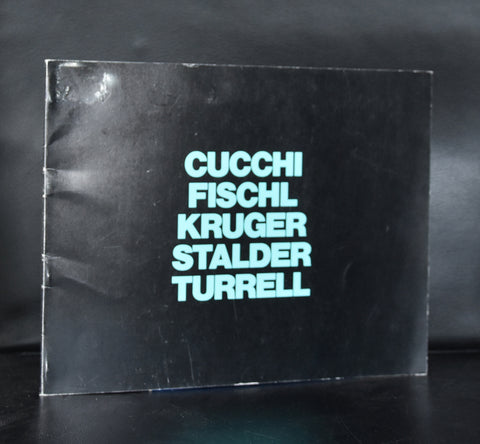 CUCCHI
FISCHL
KRUGER
STALDER
TURRELL